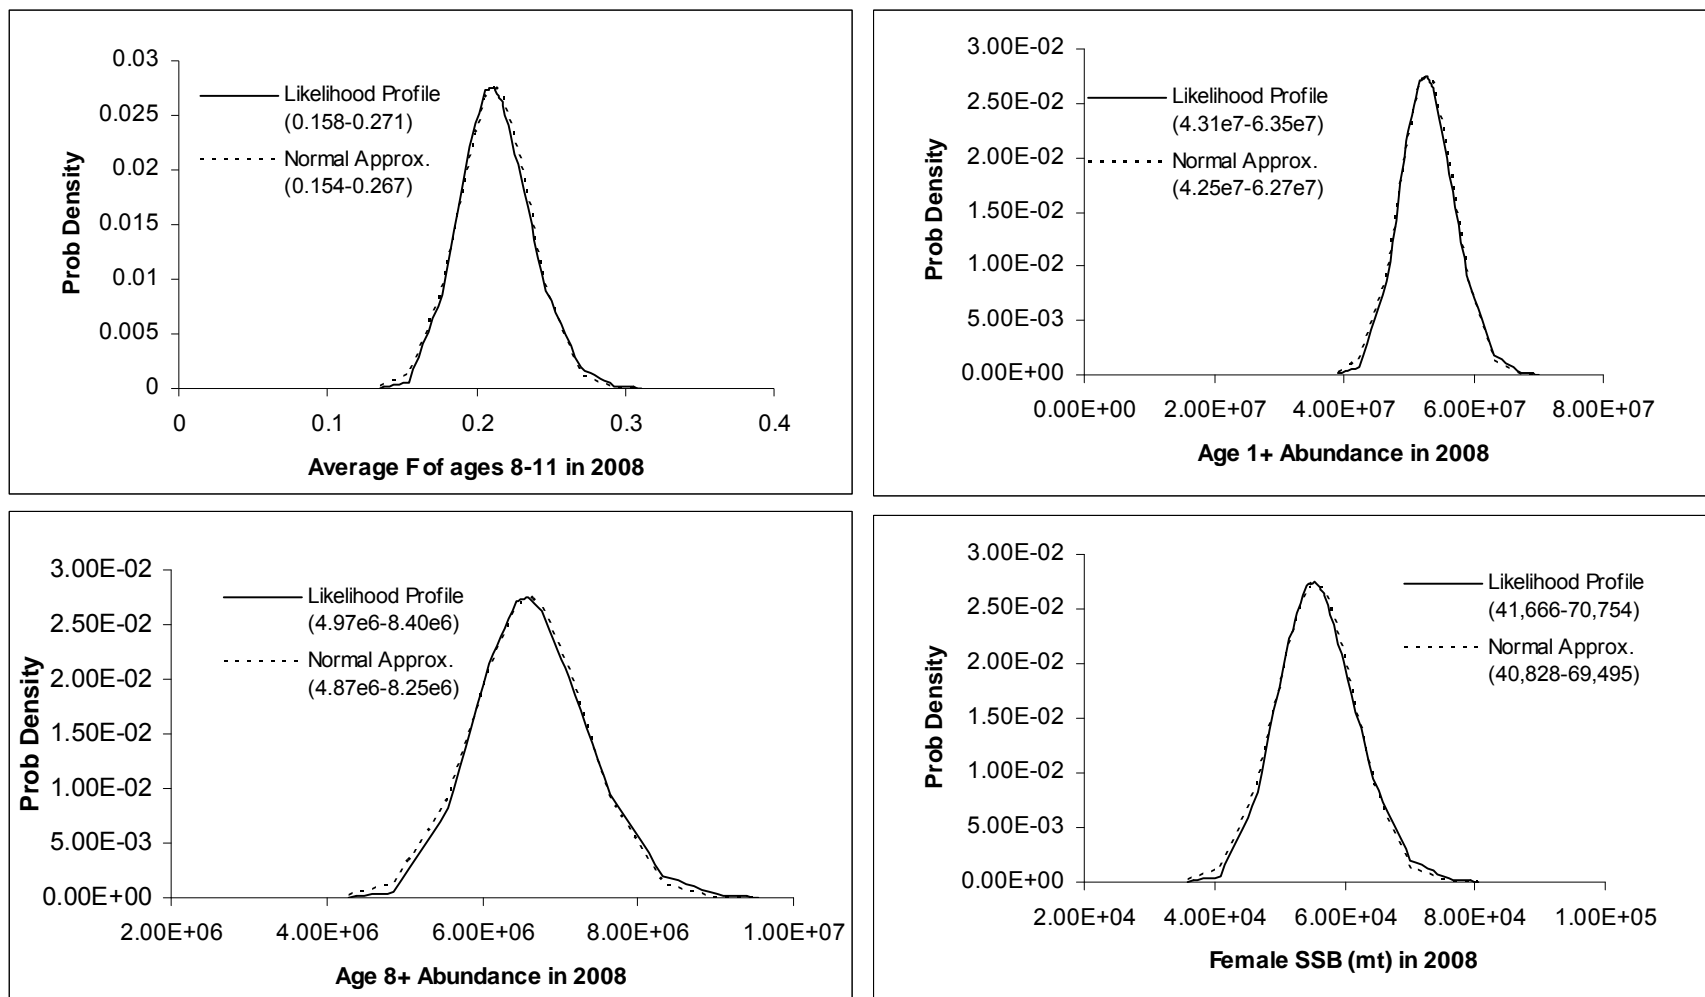 0.03
0.025
0.02
0.015
0.01
0.005
0
Prob Density
Likelihood Profile
(0.158-0.271)
Normal Approx.
(0.154-0.267)
0
0.1
0.2
0.3
0.4
Average F of ages 8-11 in 2008
3.00E-02
2.50E-02
2.00E-02
1.50E-02
1.00E-02
5.00E-03
0.00E+00
Prob Density
Likelihood Profile
(4.31e7-6.35e7)
Normal Approx.
(4.25e7-6.27e7)
0.00E+00
2.00E+07
4.00E+07
6.00E+07
8.00E+07
Age 1+ Abundance in 2008
3.00E-02
2.50E-02
2.00E-02
1.50E-02
1.00E-02
5.00E-03
0.00E+00
Prob Density
Likelihood Profile
(4.97e6-8.40e6)
Normal Approx.
(4.87e6-8.25e6)
2.00E+06
4.00E+06
6.00E+06
8.00E+06
1.00E+07
Age 8+ Abundance in 2008
3.00E-02
2.50E-02
2.00E-02
1.50E-02
1.00E-02
5.00E-03
0.00E+00
Prob Density
Likelihood Profile
(41,666-70,754)
Normal Approx.
(40,828-69,495)
2.00E+04
4.00E+04
6.00E+04
8.00E+04
1.00E+05
Female SSB (mt) in 2008